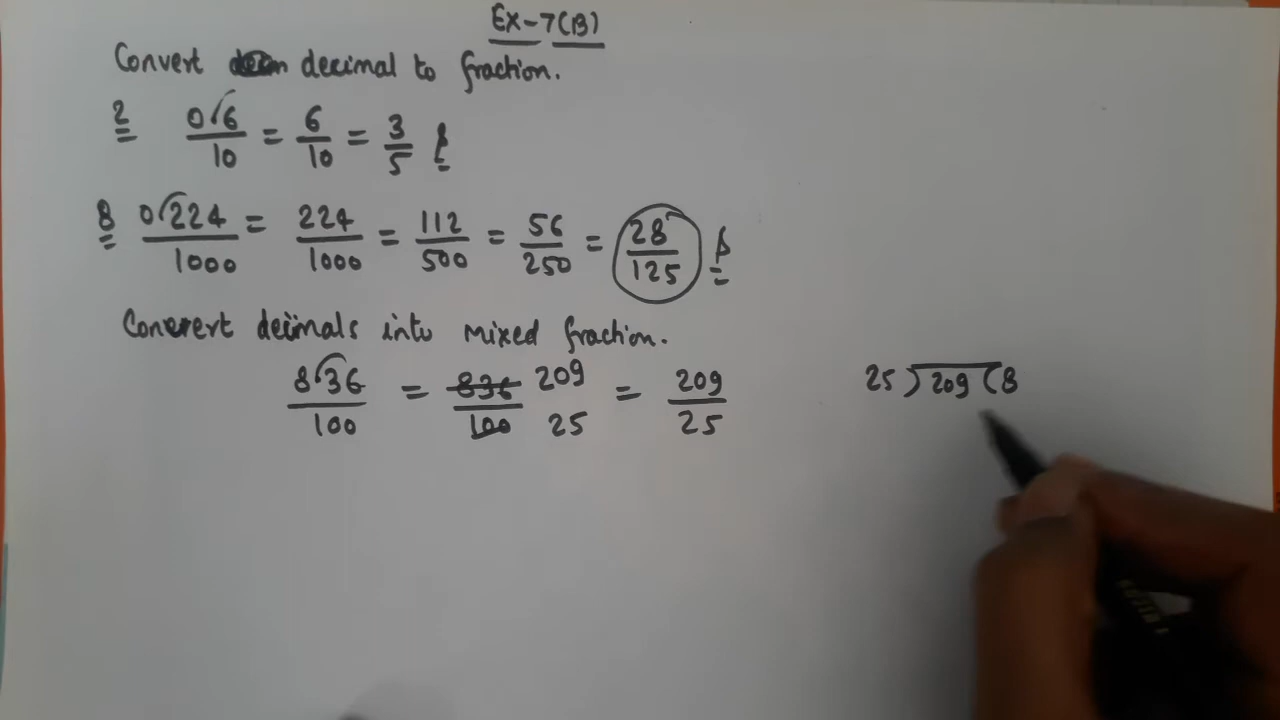 Ex-7(B)
Convert decimal to fraction.
2 0.6/10 = 6/10 = 3/5
8 0.224/1000 = 224/1000 = 112/500 = 56/250 = 28/125
Convert decimals into mixed fraction.
8.36/100 = 836/100 209/25 = 209/25 25)209(8